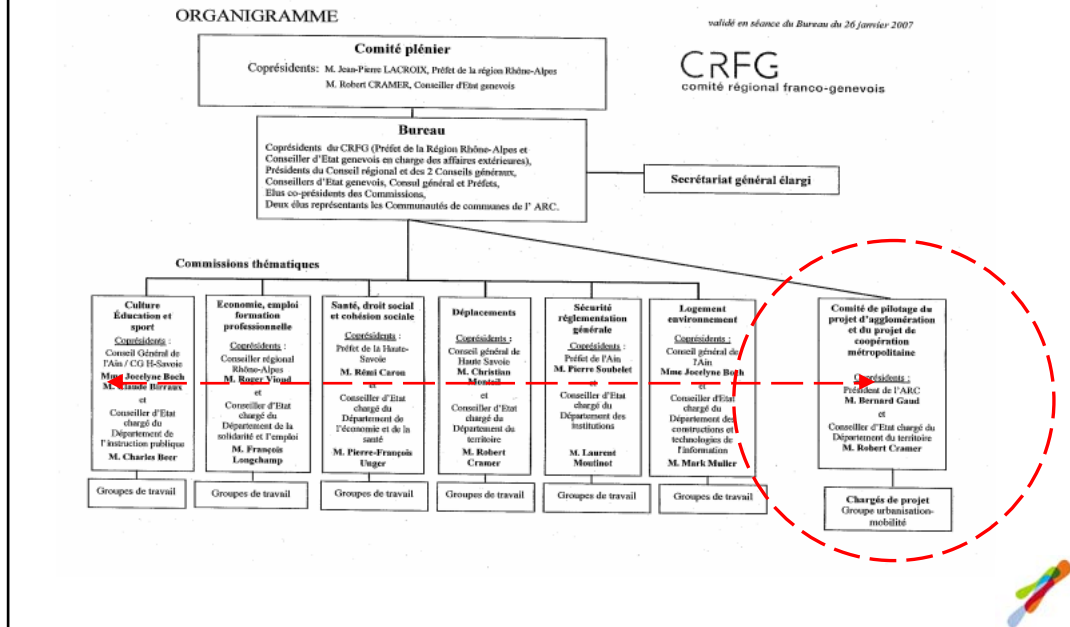 ORGANIGRAMME
validé en séance du Bureau du 26 janvier 2007
CRFG
comité régional franco-genevois
Comité plénier
Coprésidents: M. Jean-Pierre LACROIX, Préfet de la région Rhône-Alpes
M. Robert CRAMER, Conseiller d'Etat genevois
Bureau
Coprésidents du CRFG (Préfet de la Région Rhône-Alpes et
Conseiller d'Etat genevois en charge des affaires extérieures),
Présidents du Conseil régional et des 2 Conseils généraux,
Conseillers d'Etat genevois, Consul général et Préfets,
Elus co-présidents des Commissions,
Deux élus représentants les Communautés de communes de l' ARC.
Secrétariat général élargi
Commissions thématiques
Culture
Éducation et
sport
Coprésidents :
Conseil Général de
l'Ain / CG H-Savoie
Mme Jocelyne Boch
M. Claude Birraux
et
Conseiller d'Etat
chargé du
Département de
l'instruction publique
M. Charles Beer
Groupes de travail
Economie, emploi
formation
professionnelle
Coprésidents :
Conseiller régional
Rhône-Alpes
M. Roger Vioud
et
Conseiller d'Etat
chargé du
Département de la
solidarité et l'emploi
M. François
Longchamp
Groupes de travail
Santé, droit social
et cohésion sociale
Coprésidents :
Préfet de la Haute-
Savoie
M. Rémi Caron
et
Conseiller d'Etat
chargé du
Département de
l'économie et de la
santé
M. Pierre-François
Unger
Groupes de travail
Déplacements
Coprésidents :
Conseil général de
Haute Savoie
M. Christian
Monteil
et
Conseiller d'Etat
chargé du
Département du
territoire
M. Robert
Cramer
Groupes de travail
Sécurité
réglementation
générale
Coprésidents :
Préfet de l'Ain
M. Pierre Soubelet
et
Conseiller d'Etat
chargé du
Département des
institutions
M. Laurent
Moutinot
Groupes de travail
Logement
environnement
Coprésidents :
Conseil général de
l'Ain
Mme Jocelyne Boch
et
Conseiller d'Etat
chargé du
Département des
constructions et
technologies de
l'information
M. Mark Muller
Groupes de travail
Comité de pilotage du
projet d'agglomération
et du projet de
coopération
métropolitaine
Coprésidents :
Président de l'ARC
M. Bernard Gaud
et
Conseiller d'Etat chargé du
Département du territoire
M. Robert Cramer
Chargés de projet
Groupe urbanisation-
mobilité